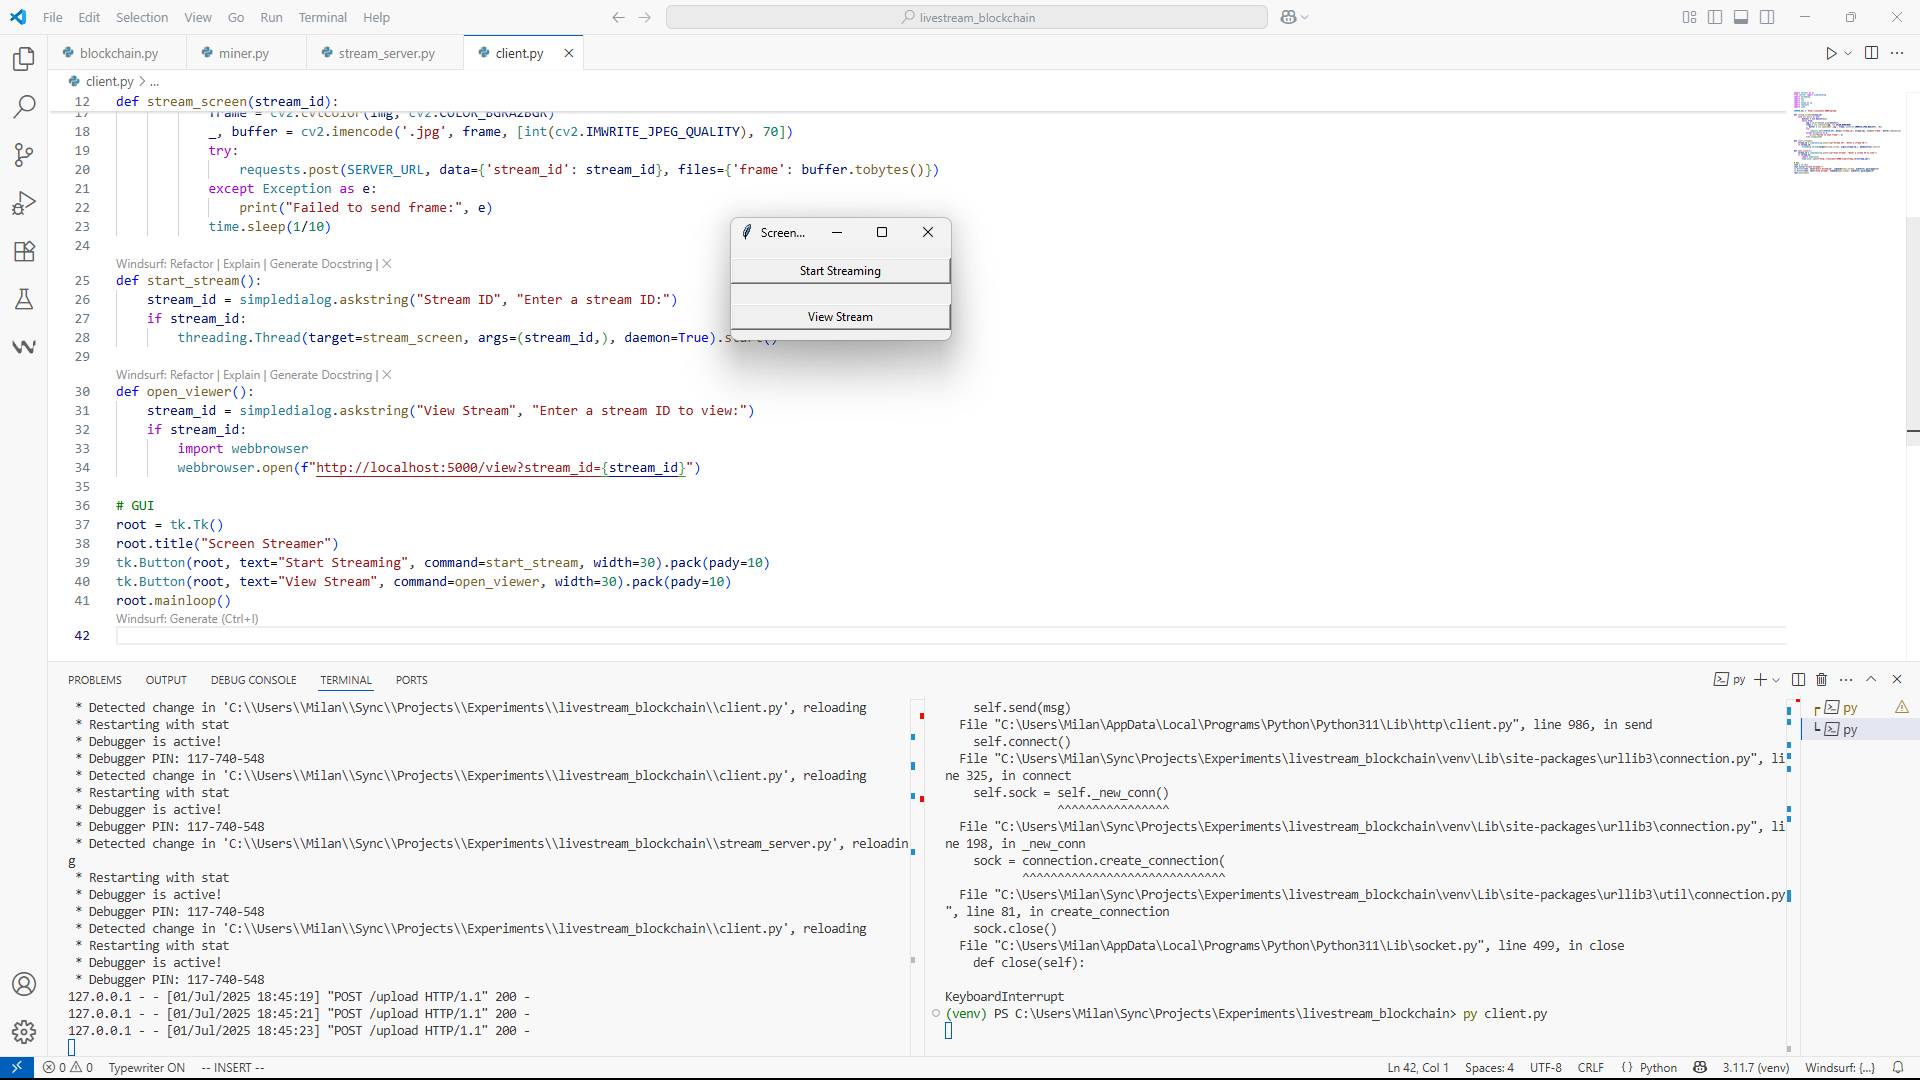 File Edit Selection View Go Run Terminal Help
livestream_blockchain
blockchain.py miner.py stream_server.py client.py
client.py > ...
12 def stream_screen(stream_id):
17 frame = cv2.cvtColor(img, cv2.COLOR_BGRA2BGR)
18 _, buffer = cv2.imencode('.jpg', frame, [int(cv2.IMWRITE_JPEG_QUALITY), 70])
19 try:
20 requests.post(SERVER_URL, data={'stream_id': stream_id}, files={'frame': buffer.tobytes()})
21 except Exception as e:
22 print("Failed to send frame:", e)
23 time.sleep(1/10)
24
Windsurf: Refactor | Explain | Generate Docstring | X
25 def start_stream():
26 stream_id = simpledialog.askstring("Stream ID", "Enter a stream ID:")
27 if stream_id:
28 threading.Thread(target=stream_screen, args=(stream_id,), daemon=True).start()
29
Windsurf: Refactor | Explain | Generate Docstring | X
30 def open_viewer():
31 stream_id = simpledialog.askstring("View Stream", "Enter a stream ID to view:")
32 if stream_id:
33 import webbrowser
34 webbrowser.open(f"http://localhost:5000/view?stream_id={stream_id}")
35
36 # GUI
37 root = tk.Tk()
38 root.title("Screen Streamer")
39 tk.Button(root, text="Start Streaming", command=start_stream, width=30).pack(pady=10)
40 tk.Button(root, text="View Stream", command=open_viewer, width=30).pack(pady=10)
41 root.mainloop()
Windsurf: Generate (Ctrl+I)
42
Screen...
Start Streaming
View Stream
PROBLEMS OUTPUT DEBUG CONSOLE TERMINAL PORTS
py
* Detected change in 'C:\\Users\\Milan\\Sync\\Projects\\Experiments\\livestream_blockchain\\client.py', reloading
* Restarting with stat
* Debugger is active!
* Debugger PIN: 117-740-548
* Detected change in 'C:\\Users\\Milan\\Sync\\Projects\\Experiments\\livestream_blockchain\\client.py', reloading
* Restarting with stat
* Debugger is active!
* Debugger PIN: 117-740-548
* Detected change in 'C:\\Users\\Milan\\Sync\\Projects\\Experiments\\livestream_blockchain\\stream_server.py', reloadin
g
* Restarting with stat
* Debugger is active!
* Debugger PIN: 117-740-548
* Detected change in 'C:\\Users\\Milan\\Sync\\Projects\\Experiments\\livestream_blockchain\\client.py', reloading
* Restarting with stat
* Debugger is active!
* Debugger PIN: 117-740-548
127.0.0.1 - - [01/Jul/2025 18:45:19] "POST /upload HTTP/1.1" 200 -
127.0.0.1 - - [01/Jul/2025 18:45:21] "POST /upload HTTP/1.1" 200 -
127.0.0.1 - - [01/Jul/2025 18:45:23] "POST /upload HTTP/1.1" 200 -
self.send(msg)
File "C:\Users\Milan\AppData\Local\Programs\Python\Python311\Lib\http\client.py", line 986, in send
self.connect()
File "C:\Users\Milan\Sync\Projects\Experiments\livestream_blockchain\venv\Lib\site-packages\urllib3\connection.py", li
ne 325, in connect
self.sock = self._new_conn()
^^^^^^^^^^^^^^^^
File "C:\Users\Milan\Sync\Projects\Experiments\livestream_blockchain\venv\Lib\site-packages\urllib3\connection.py", li
ne 198, in _new_conn
sock = connection.create_connection(
^^^^^^^^^^^^^^^^^^^^^^^^^^^^^
File "C:\Users\Milan\Sync\Projects\Experiments\livestream_blockchain\venv\Lib\site-packages\urllib3\util\connection.py
", line 81, in create_connection
sock.close()
File "C:\Users\Milan\AppData\Local\Programs\Python\Python311\Lib\socket.py", line 499, in close
def close(self):
KeyboardInterrupt
(venv) PS C:\Users\Milan\Sync\Projects\Experiments\livestream_blockchain> py client.py
py
py
0 0 Typewriter ON -- INSERT -- Ln 42, Col 1 Spaces: 4 UTF-8 CRLF { } Python 3.11.7 (venv) Windsurf: {...}